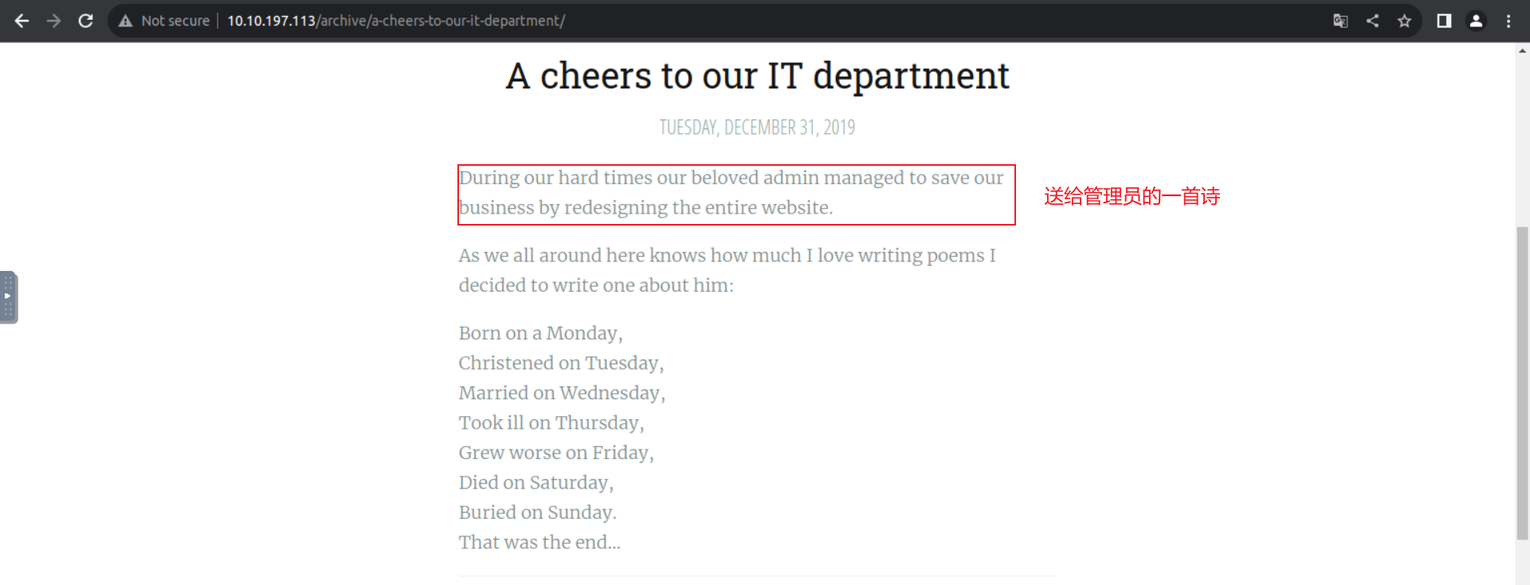 Not secure 10.10.197.113/archive/a-cheers-to-our-it-department/
A cheers to our IT department
TUESDAY, DECEMBER 31, 2019
During our hard times our beloved admin managed to save our
business by redesigning the entire website.
送给管理员的一首诗
As we all around here knows how much I love writing poems I
decided to write one about him:
Born on a Monday,
Christened on Tuesday,
Married on Wednesday,
Took ill on Thursday,
Grew worse on Friday,
Died on Saturday,
Buried on Sunday.
That was the end…